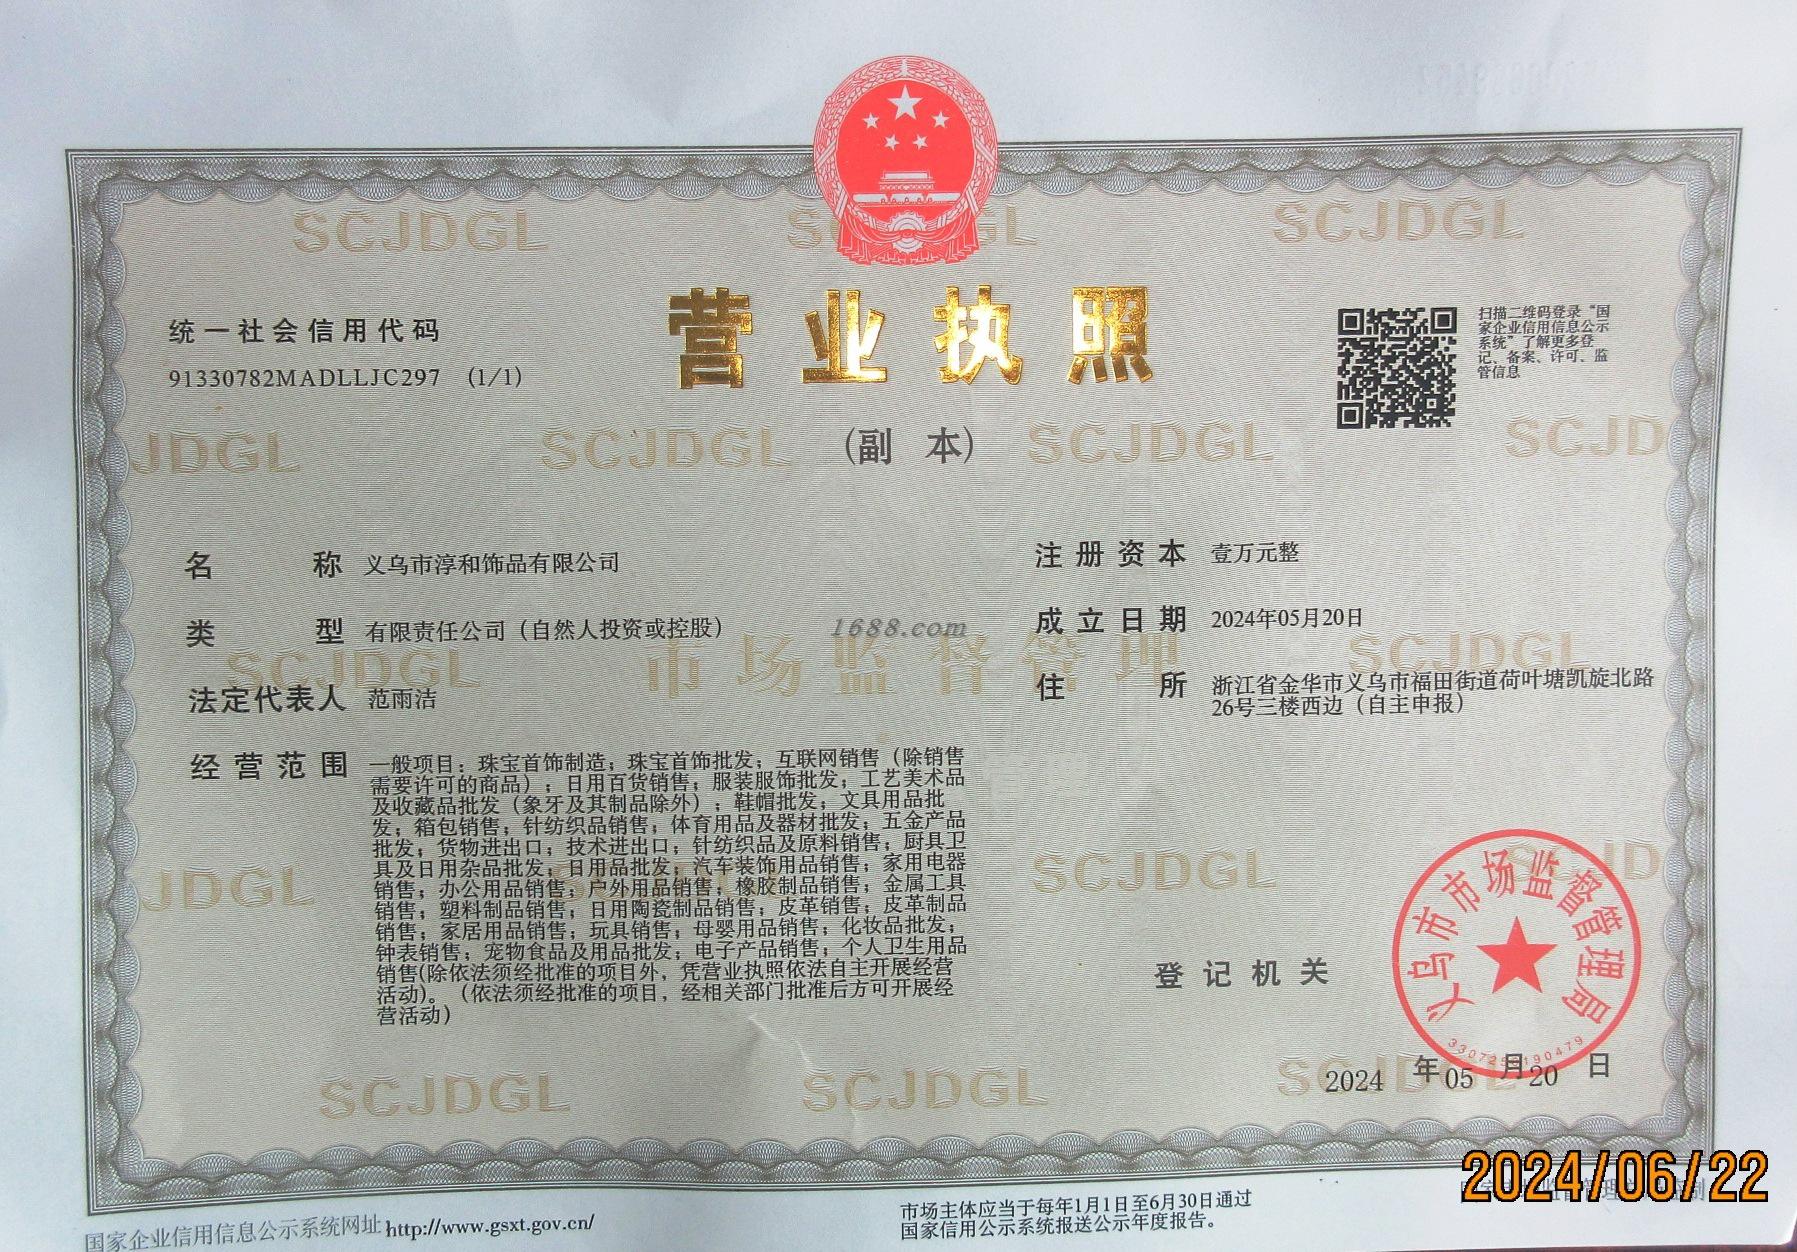 SCJDGL
SCJDGL
营业执照
(副 本)
统一社会信用代码
91330782MADLLJC297 (1/1)
扫描二维码登录“国
家企业信用信息公示
系统”了解更多登
记、备案、许可、监
管信息
JDGL
SCJDGL
SCJDGL
SCJD
名 称 义乌市淳和饰品有限公司
类 型 有限责任公司（自然人投资或控股）
法定代表人 范雨洁
经营范围 一般项目：珠宝首饰制造；珠宝首饰批发；互联网销售（除销售
需要许可的商品）；日用百货销售；服装服饰批发；工艺美术品
及收藏品批发（象牙及其制品除外）；鞋帽批发；文具用品批
发；箱包销售；针纺织品销售；体育用品及器材批发；五金产品
批发；货物进出口；技术进出口；针纺织品及原料销售；厨具卫
具及日用杂品批发；日用品批发；汽车装饰用品销售；家用电器
销售；办公用品销售；户外用品销售；橡胶制品销售；金属工具
销售；塑料制品销售；日用陶瓷制品销售；皮革销售；皮革制品
销售；家居用品销售；玩具销售；母婴用品销售；化妆品批发；
钟表销售；宠物食品及用品批发；电子产品销售；个人卫生用品
销售(除依法须经批准的项目外，凭营业执照依法自主开展经营
活动)。（依法须经批准的项目，经相关部门批准后方可开展经
营活动）
注册资本 壹万元整
成立日期 2024年05月20日
住 所 浙江省金华市义乌市福田街道荷叶塘凯旋北路
26号三楼西边（自主申报）
1688.com
市场监督管理
SCJDGL
SCJDGL
JDGL
SCJDGL
登记机关
义乌市市场监督管理局
2024 年 05 月 20 日
SCJDGL
SCJDGL
国家企业信用信息公示系统网址 http://www.gsxt.gov.cn/
市场主体应当于每年1月1日至6月30日通过
国家信用公示系统报送公示年度报告。
2024/06/22